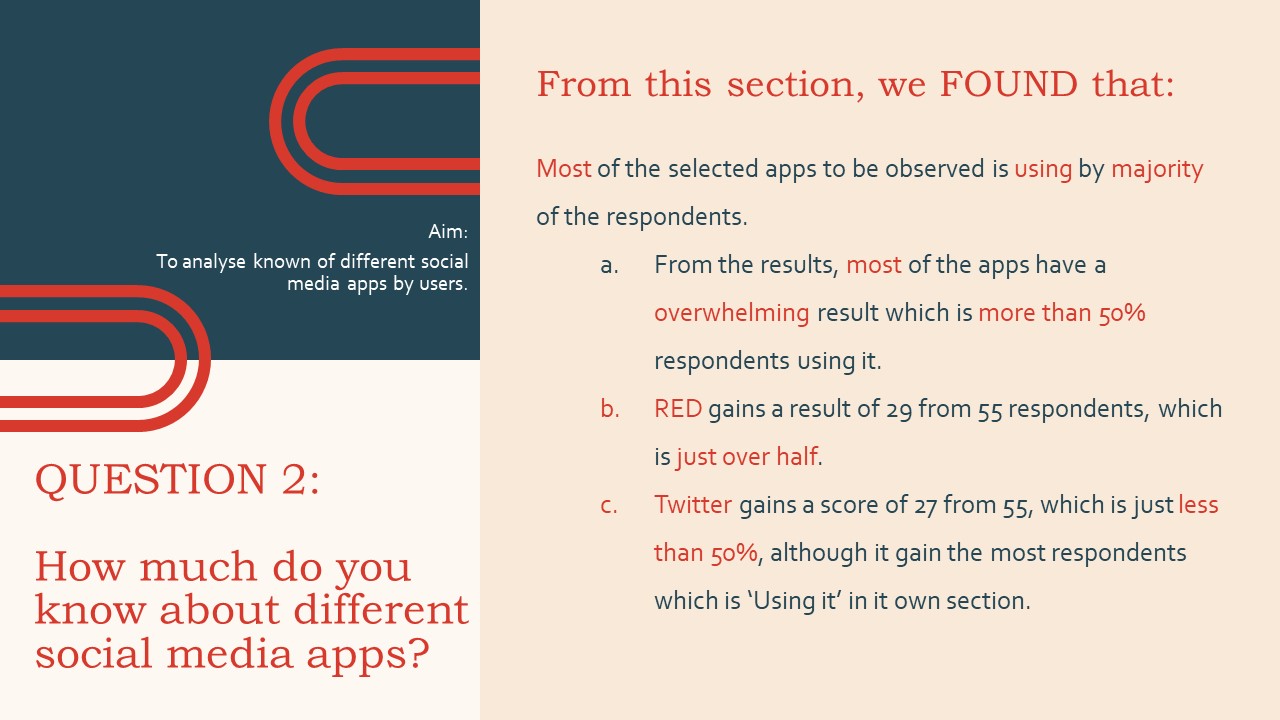 Aim:
To analyse known of different social
media apps by users.
QUESTION 2:
How much do you
know about different
social media apps?
From this section, we FOUND that:
Most of the selected apps to be observed is using by majority
of the respondents.
a. From the results, most of the apps have a
overwhelming result which is more than 50%
respondents using it.
b. RED gains a result of 29 from 55 respondents, which
is just over half.
c. Twitter gains a score of 27 from 55, which is just less
than 50%, although it gain the most respondents
which is ‘Using it’ in it own section.